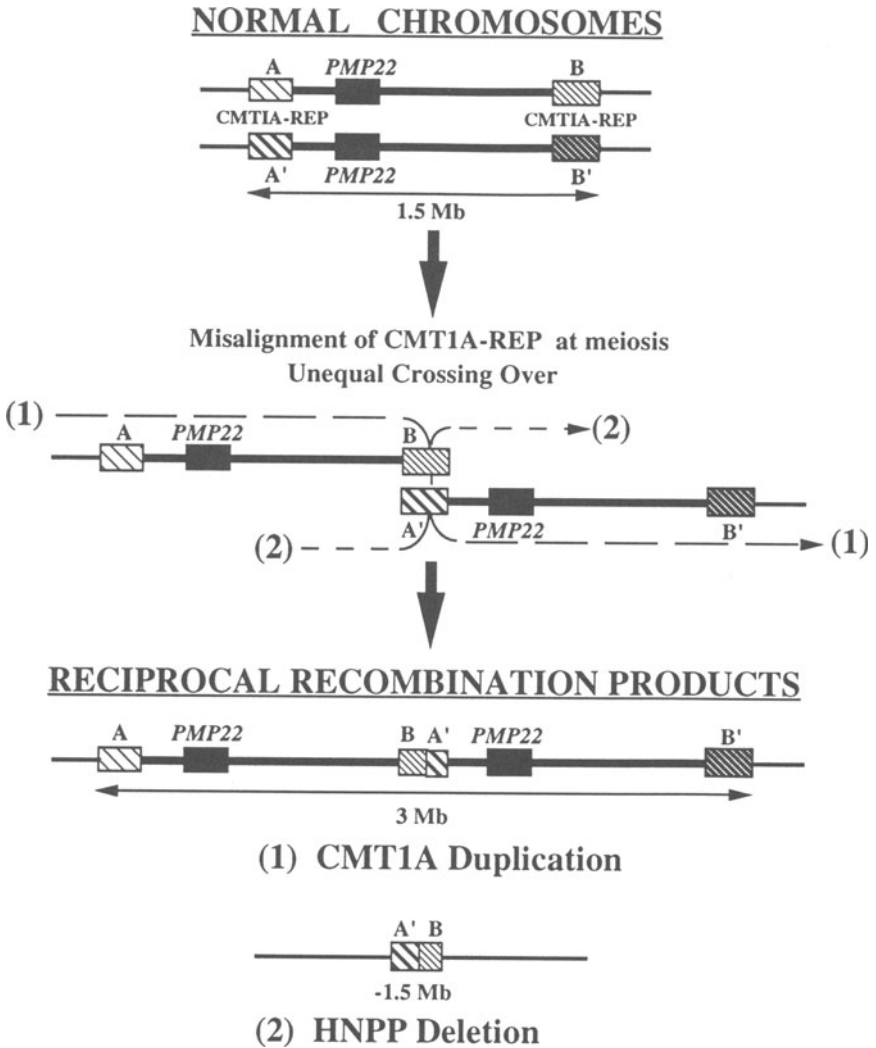 NORMAL CHROMOSOMES
A PMP22 B
CMTIA-REP CMT1A-REP
A' PMP22 B'
1.5 Mb
Misalignment of CMT1A-REP at meiosis
Unequal Crossing Over
(1) A PMP22 B (2)
(2) A' PMP22 B' (1)
RECIPROCAL RECOMBINATION PRODUCTS
A PMP22 B A' PMP22 B'
3 Mb
(1) CMT1A Duplication
A' B
-1.5 Mb
(2) HNPP Deletion